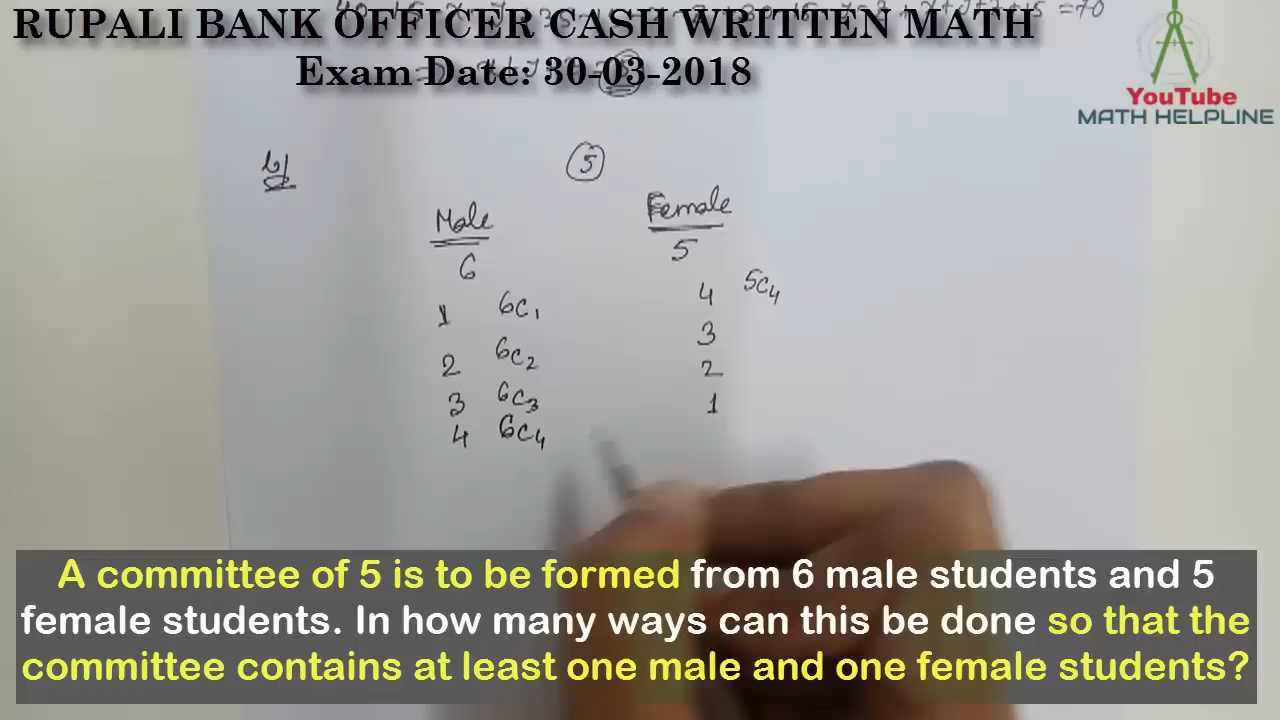 RUPALI BANK OFFICER CASH WRITTEN MATH
Exam Date: 30-03-2018
YouTube
MATH HELPLINE
b)
5
Male Female
6 5
1 6C1 4 5C4
2 6C2 3
3 6C3 2
4 6C4 1
A committee of 5 is to be formed from 6 male students and 5
female students. In how many ways can this be done so that the
committee contains at least one male and one female students?